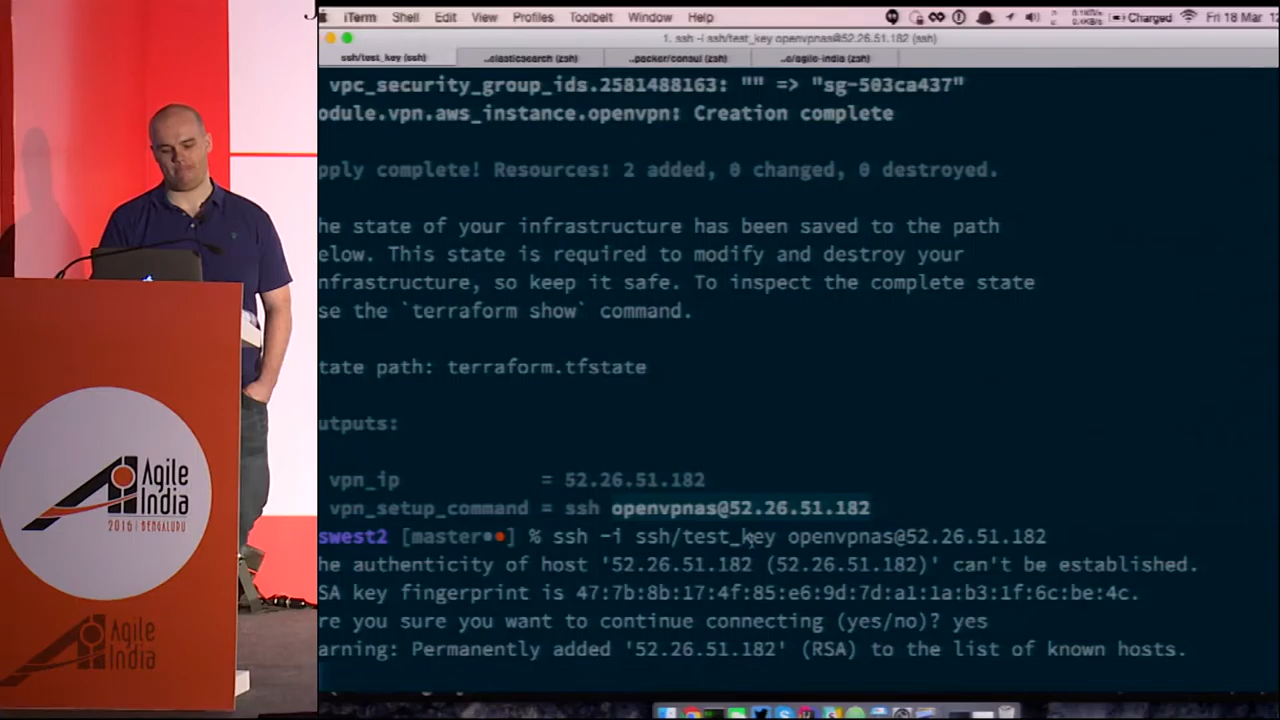 iTerm Shell Edit View Profiles Toolbelt Window Help
Charged Fri 18 Mar
1. ssh -i ssh/test_key openvpnas@52.26.51.182 (ssh)
ssh/test_key (ssh) ..elasticsearch (zsh) ..packer/consul (zsh) ..o/agile-india (zsh)
vpc_security_group_ids.2581488163: "" => "sg-503ca437"
odule.vpn.aws_instance.openvpn: Creation complete
pply complete! Resources: 2 added, 0 changed, 0 destroyed.
he state of your infrastructure has been saved to the path
elow. This state is required to modify and destroy your
nfrastructure, so keep it safe. To inspect the complete state
se the `terraform show` command.
tate path: terraform.tfstate
utputs:
vpn_ip = 52.26.51.182
vpn_setup_command = ssh openvpnas@52.26.51.182
swest2 [master●●] % ssh -i ssh/test_key openvpnas@52.26.51.182
he authenticity of host '52.26.51.182 (52.26.51.182)' can't be established.
SA key fingerprint is 47:7b:8b:17:4f:85:e6:9d:7d:a1:1a:b3:1f:6c:be:4c.
re you sure you want to continue connecting (yes/no)? yes
arning: Permanently added '52.26.51.182' (RSA) to the list of known hosts.
Agile
India
2016 | BENGALURU
Agile
India